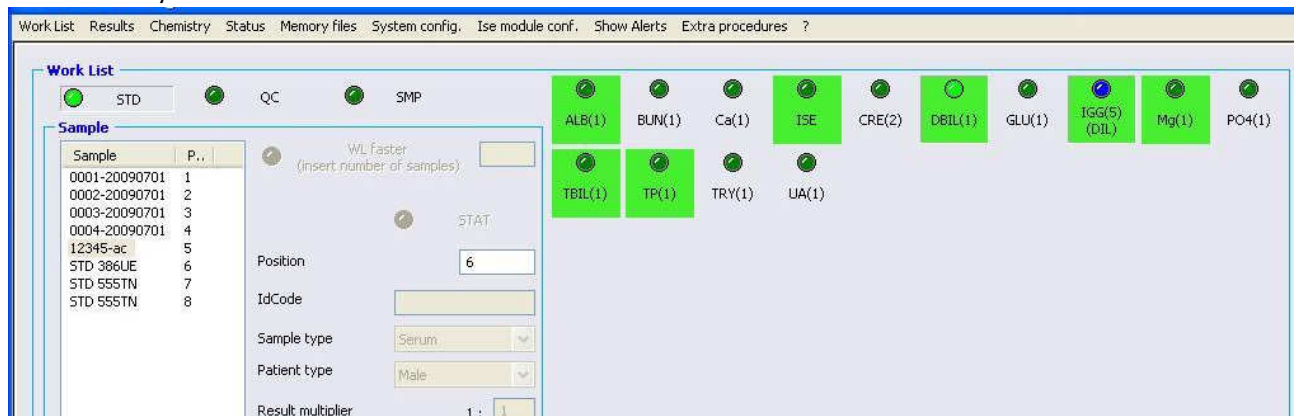 Work List Results Chemistry Status Memory files System config. Ise module conf. Show Alerts Extra procedures ?
Work List
STD QC SMP
Sample
Sample P..
0001-20090701 1
0002-20090701 2
0003-20090701 3
0004-20090701 4
12345-ac 5
STD 386UE 6
STD 555TN 7
STD 555TN 8
WL faster
(insert number of samples)
STAT
Position 6
IdCode
Sample type Serum
Patient type Male
Result multiplier 1 : 1
ALB(1) BUN(1) Ca(1) ISE CRE(2) DBIL(1) GLU(1) IGG(5) (DIL) Mg(1) PO4(1)
TBIL(1) TP(1) TRY(1) UA(1)